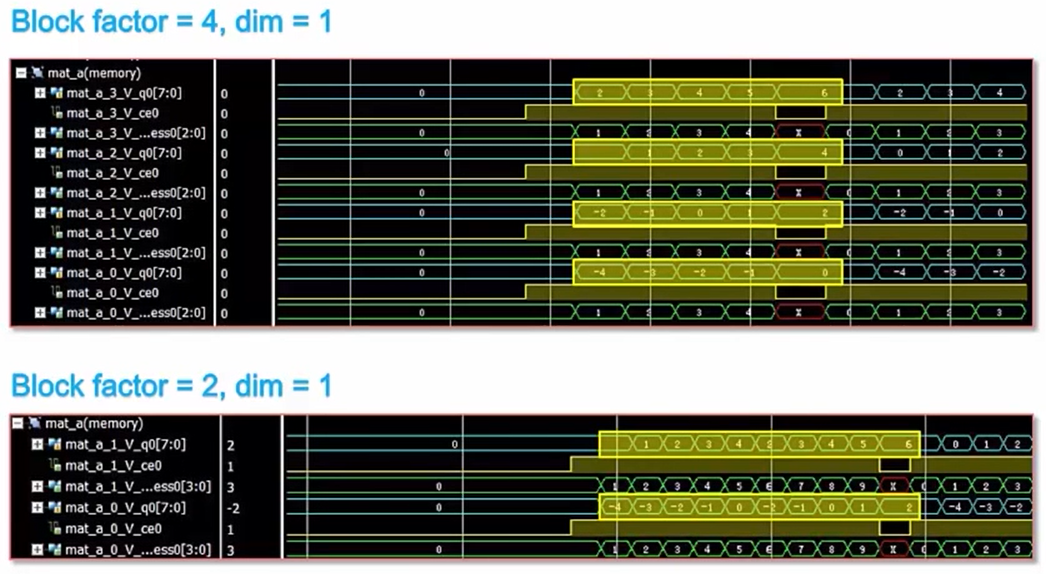 Block factor = 4, dim = 1
mat_a(memory)
mat_a_3_V_q0[7:0] 0 0 2 3 4 5 6 2 3 4
mat_a_3_V_ce0 0
mat_a_3_V_...ess0[2:0] 0 0 1 2 3 4 X 0 1 2 3
mat_a_2_V_q0[7:0] 0 0 1 2 3 4 0 1 2
mat_a_2_V_ce0 0
mat_a_2_V_...ess0[2:0] 0 0 1 2 3 4 X 0 1 2 3
mat_a_1_V_q0[7:0] 0 0 -2 -1 0 1 2 -2 -1 0
mat_a_1_V_ce0 0
mat_a_1_V_...ess0[2:0] 0 0 1 2 3 4 X 0 1 2 3
mat_a_0_V_q0[7:0] 0 0 -4 -3 -2 -1 0 -4 -3 -2
mat_a_0_V_ce0 0
mat_a_0_V_...ess0[2:0] 0 0 1 2 3 4 X 0 1 2 3
Block factor = 2, dim = 1
mat_a(memory)
mat_a_1_V_q0[7:0] 2 0 1 2 3 4 2 3 4 5 6 0 1 2
mat_a_1_V_ce0 1
mat_a_1_V_...ess0[3:0] 3 0 1 2 3 4 5 6 7 8 9 X 0 1 2 3
mat_a_0_V_q0[7:0] -2 0 -4 -3 -2 -1 0 -2 -1 0 1 2 -4 -3 -2
mat_a_0_V_ce0 1
mat_a_0_V_...ess0[3:0] 3 0 1 2 3 4 5 6 7 8 9 X 0 1 2 3